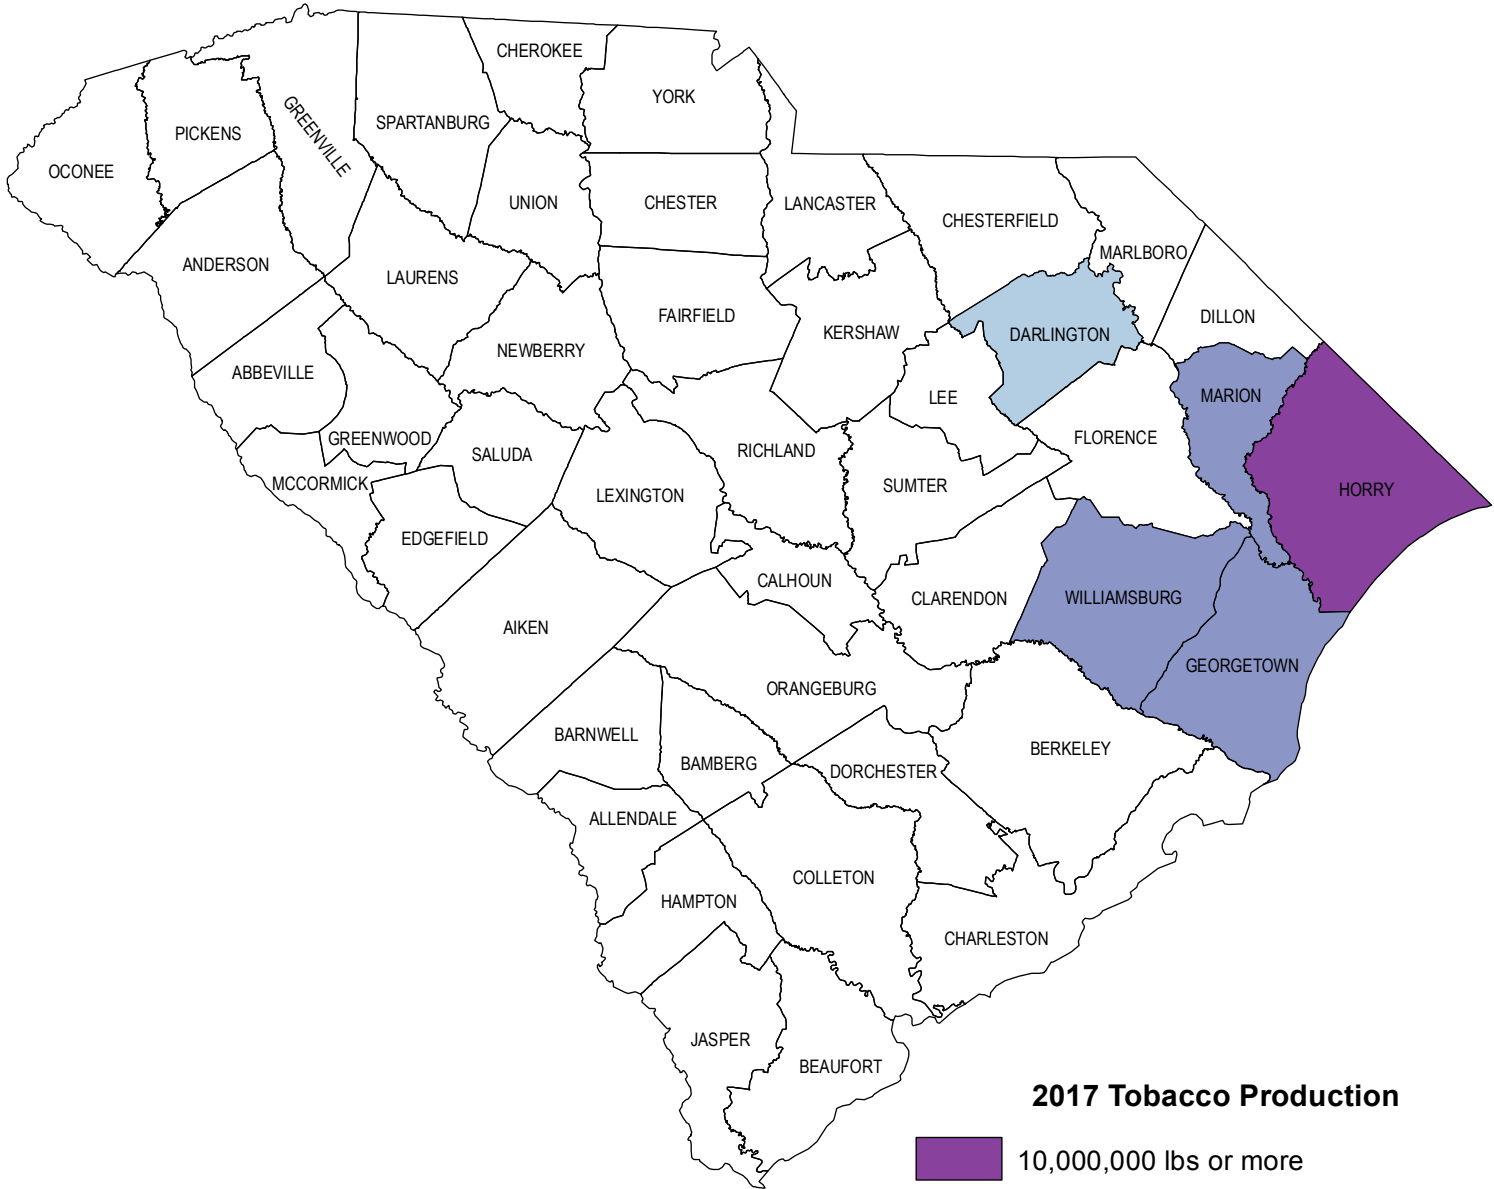 CHEROKEE
YORK
GREENVILLE
SPARTANBURG
PICKENS
OCONEE
UNION
CHESTER
LANCASTER
CHESTERFIELD
MARLBORO
ANDERSON
LAURENS
FAIRFIELD
KERSHAW
DARLINGTON
DILLON
NEWBERRY
ABBEVILLE
LEE
MARION
GREENWOOD
SALUDA
RICHLAND
FLORENCE
MCCORMICK
LEXINGTON
SUMTER
HORRY
EDGEFIELD
CALHOUN
CLARENDON
WILLIAMSBURG
AIKEN
GEORGETOWN
ORANGEBURG
BARNWELL
BAMBERG
DORCHESTER
BERKELEY
ALLENDALE
COLLETON
HAMPTON
CHARLESTON
JASPER
BEAUFORT
2017 Tobacco Production
10,000,000 lbs or more